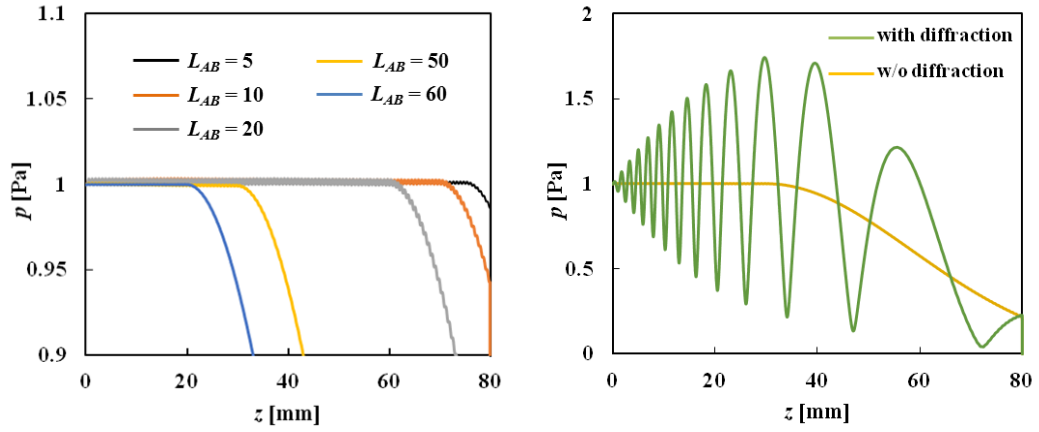 1.1
1.05
1
0.95
0.9
p [Pa]
L_AB = 5
L_AB = 50
L_AB = 10
L_AB = 60
L_AB = 20
0 20 40 60 80
z [mm]
2
1.5
1
0.5
0
p [Pa]
with diffraction
w/o diffraction
0 20 40 60 80
z [mm]